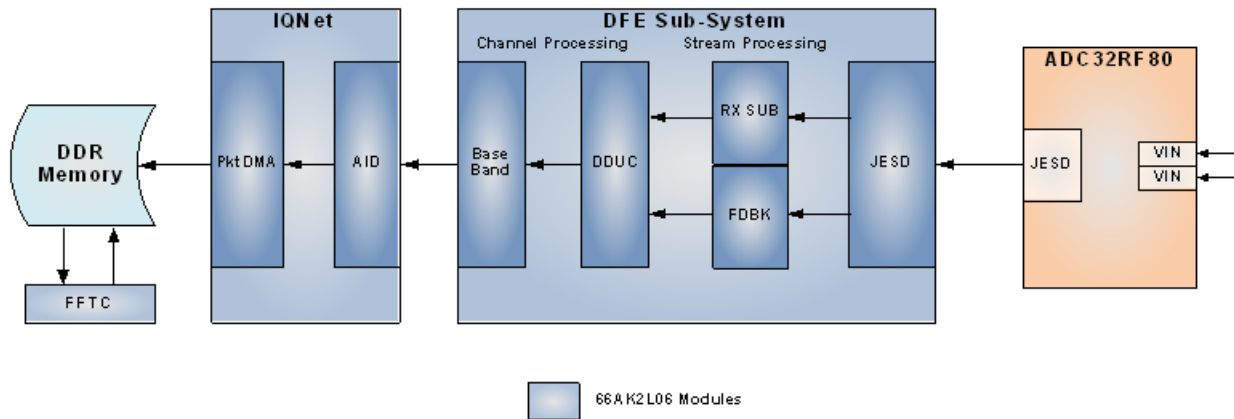 IQNet
DFE Sub-System
Channel Processing
Stream Processing
ADC32RF80
DDR
Memory
PktDMA
AID
Base
Band
DDUC
RX SUB
FDBK
JESD
JESD
VIN
VIN
FFTC
66AK2L06 Modules